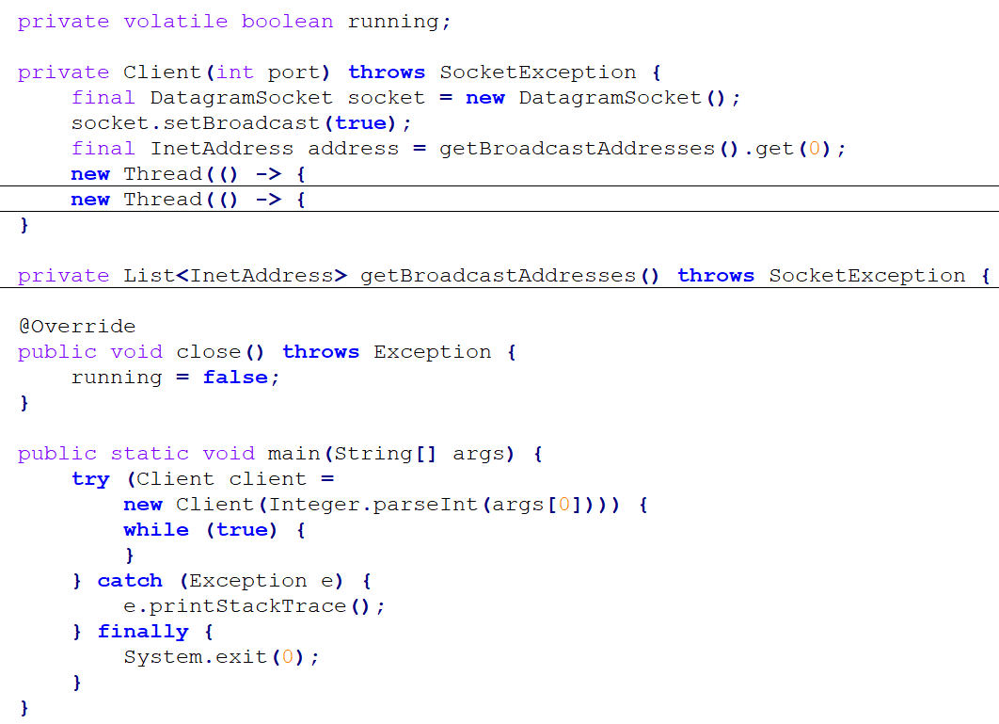 private volatile boolean running;
private Client(int port) throws SocketException {
final DatagramSocket socket = new DatagramSocket();
socket.setBroadcast(true);
final InetAddress address = getBroadcastAddresses().get(0);
new Thread(() -> {
new Thread(() -> {
}
private List<InetAddress> getBroadcastAddresses() throws SocketException {
@Override
public void close() throws Exception {
running = false;
}
public static void main(String[] args) {
try (Client client =
new Client(Integer.parseInt(args[0]))) {
while (true) {
}
} catch (Exception e) {
e.printStackTrace();
} finally {
System.exit(0);
}
}